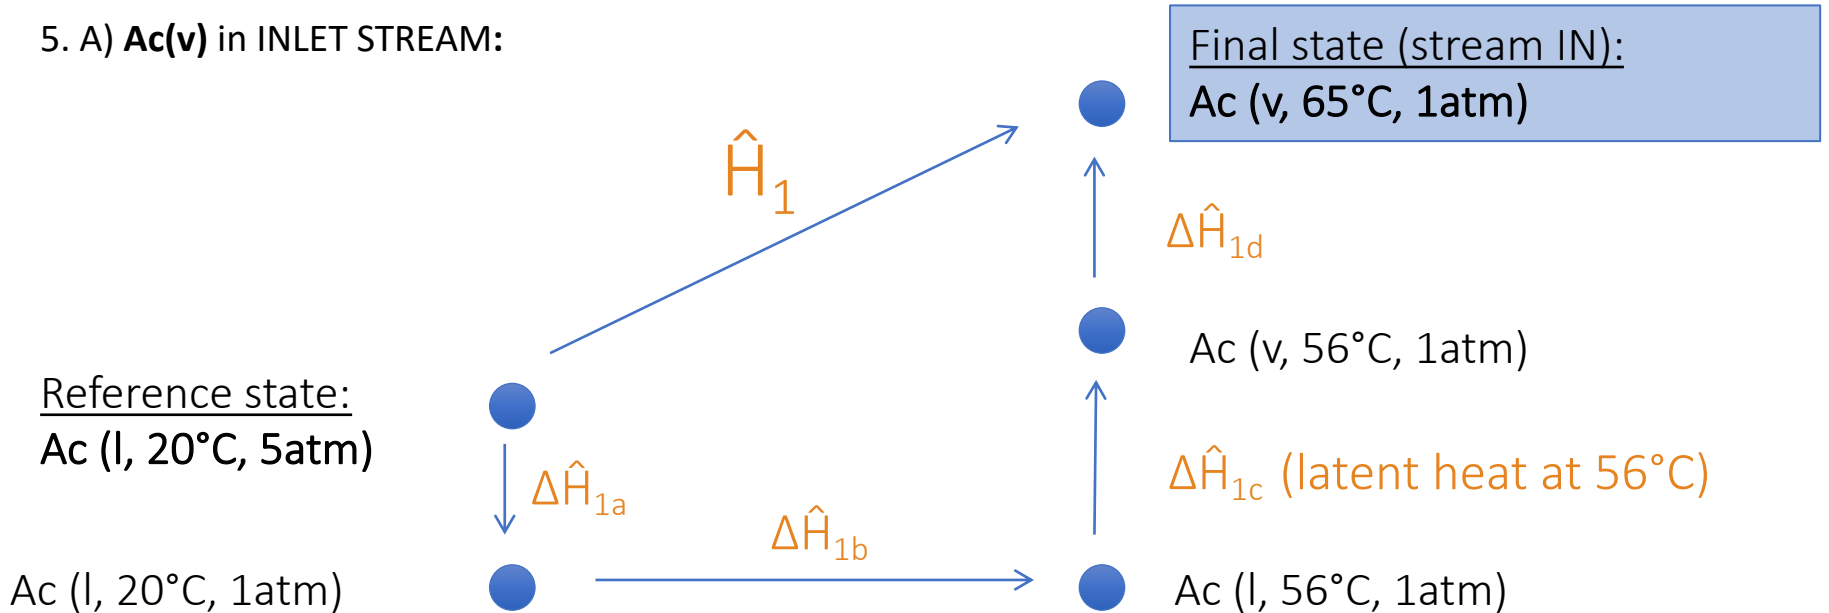 5. A) Ac(v) in INLET STREAM:
Final state (stream IN):
Ac (v, 65°C, 1atm)
Ĥ1
ΔĤ1d
Ac (v, 56°C, 1atm)
Reference state:
Ac (l, 20°C, 5atm)
ΔĤ1a
ΔĤ1c (latent heat at 56°C)
ΔĤ1b
Ac (l, 20°C, 1atm)
Ac (l, 56°C, 1atm)